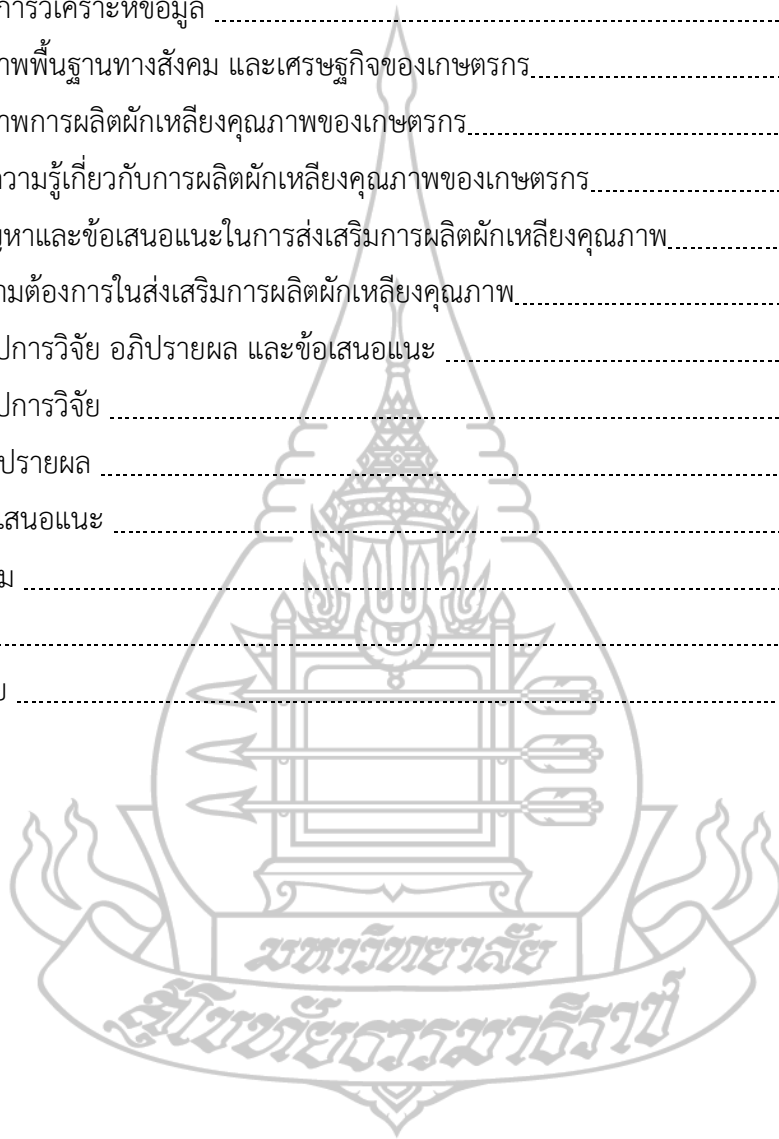 การวิเคราะห์ข้อมูล
าพพื้นฐานทางสังคม และเศรษฐกิจของเกษตรกร
าพการผลิตผักเหลียงคุณภาพของเกษตรกร
ความรู้เกี่ยวกับการผลิตผักเหลียงคุณภาพของเกษตรกร
ญหาและข้อเสนอแนะในการส่งเสริมการผลิตผักเหลียงคุณภาพ
ามต้องการในส่งเสริมการผลิตผักเหลียงคุณภาพ
ปการวิจัย อภิปรายผล และข้อเสนอแนะ
ปการวิจัย
ปรายผล
เสนอแนะ
ม
ย
มหาวิทยาลัย
สุโขทัยธรรมาธิราช